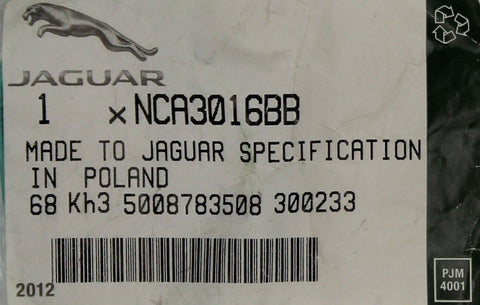 JAGUAR
1 × NCA3016BB
MADE TO JAGUAR SPECIFICATION
IN POLAND
68 Kh3 5008783508 300233
2012
PJM
4001